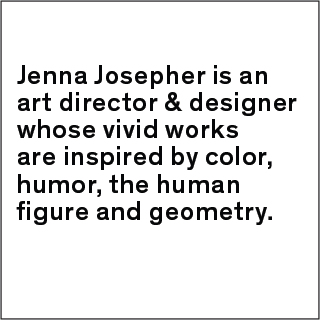 Jenna Josepher is an
art director & designer
whose vivid works
are inspired by color,
humor, the human
figure and geometry.